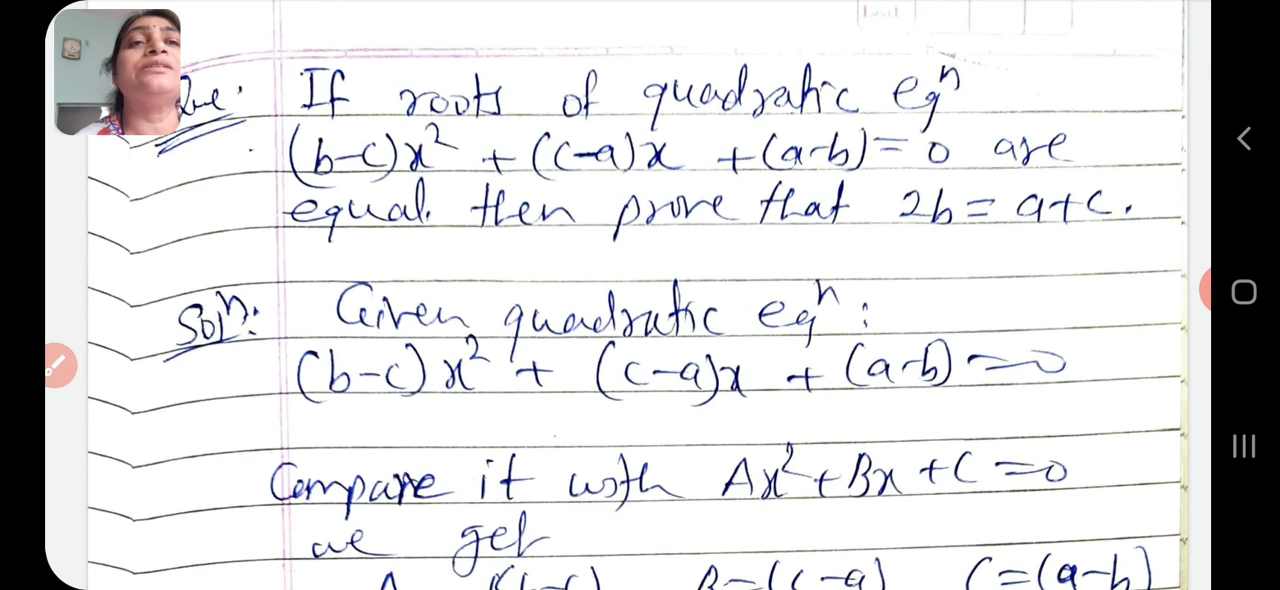 Que.
If roots of quadratic eqⁿ
(b-c)x² + (c-a)x + (a-b) = 0 are
equal. then prove that 2b = a+c.
Solⁿ: Given quadratic eqⁿ :
(b-c)x² + (c-a)x + (a-b) = 0
Compare it with Ax² + Bx + C = 0
we get
A (b-c) B = (c-a) C = (a-b)